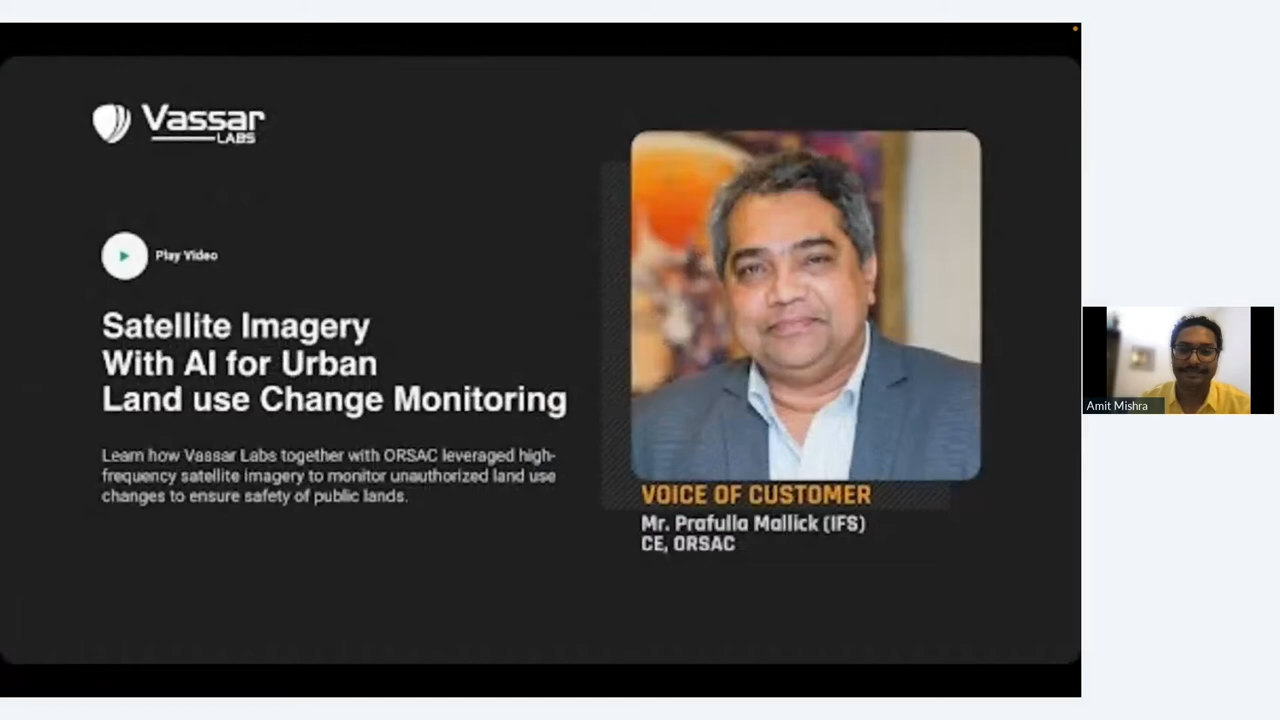 Vassar
LABS
Play Video
Satellite Imagery
With AI for Urban
Land use Change Monitoring
Learn how Vassar Labs together with ORSAC leveraged high-
frequency satellite imagery to monitor unauthorized land use
changes to ensure safety of public lands.
VOICE OF CUSTOMER
Mr. Prafulla Mallick (IFS)
CE, ORSAC
Amit Mishra